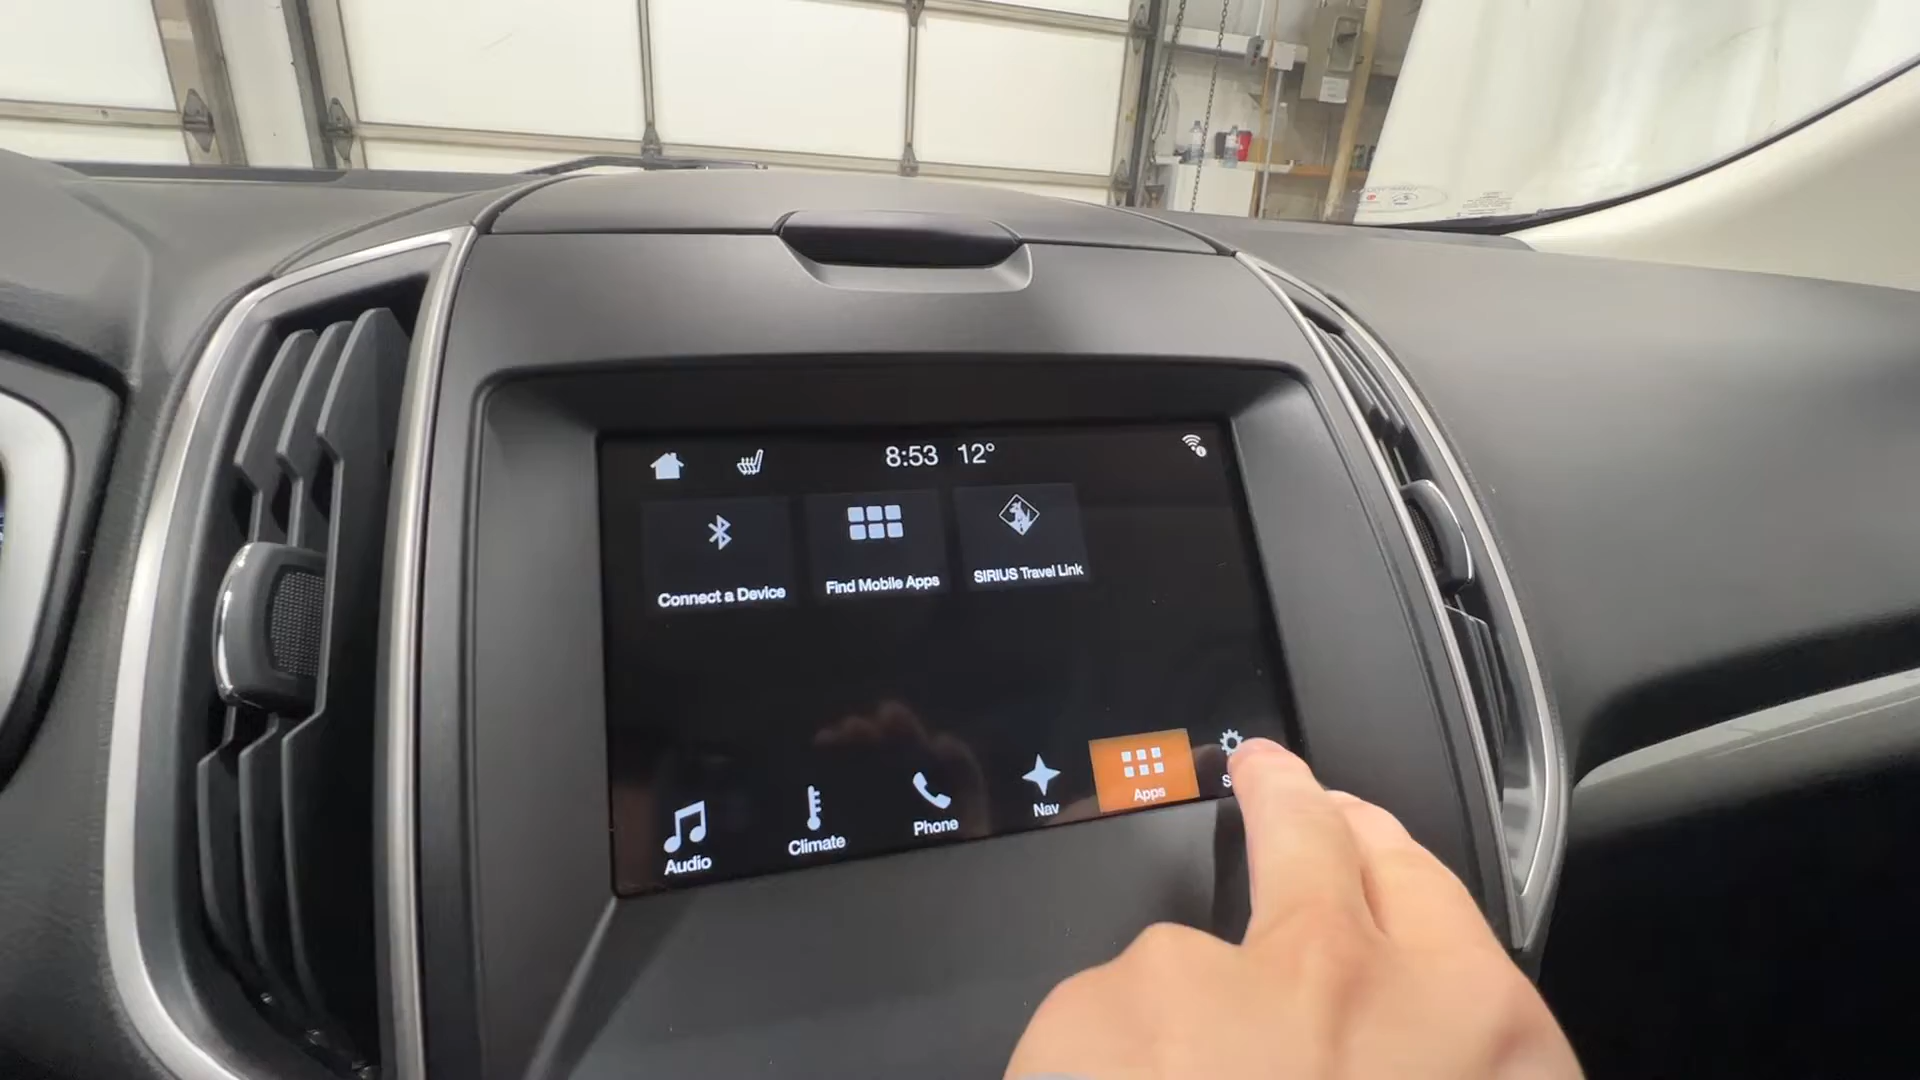 8:53 12°
Connect a Device
Find Mobile Apps
SIRIUS Travel Link
Audio
Climate
Phone
Nav
Apps
S